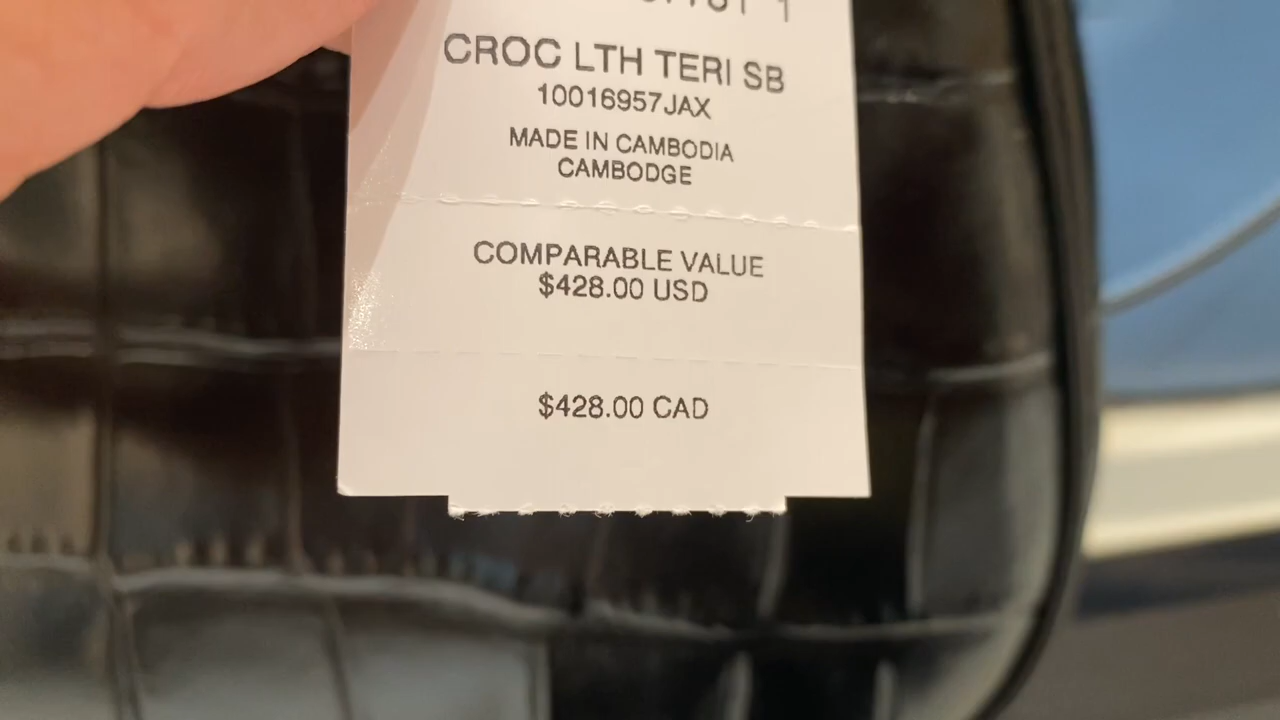 CROC LTH TERI SB
10016957JAX
MADE IN CAMBODIA
CAMBODGE
COMPARABLE VALUE
$428.00 USD
$428.00 CAD